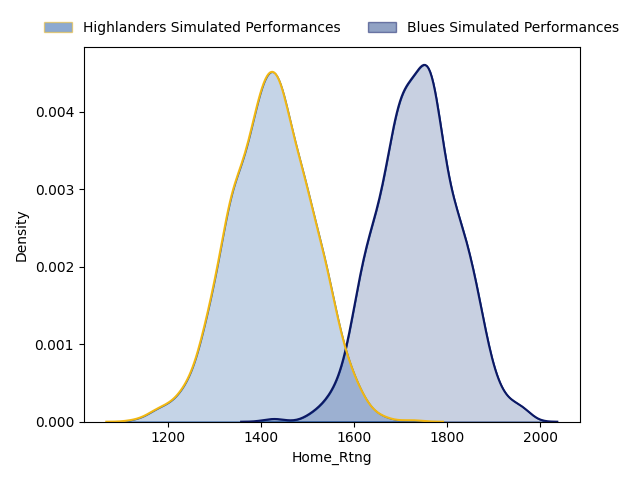 Highlanders Simulated Performances Blues Simulated Performances
0.004
0.003
0.002
0.001
0.000
Density
1200 1400 1600 1800 2000
Home_Rtng